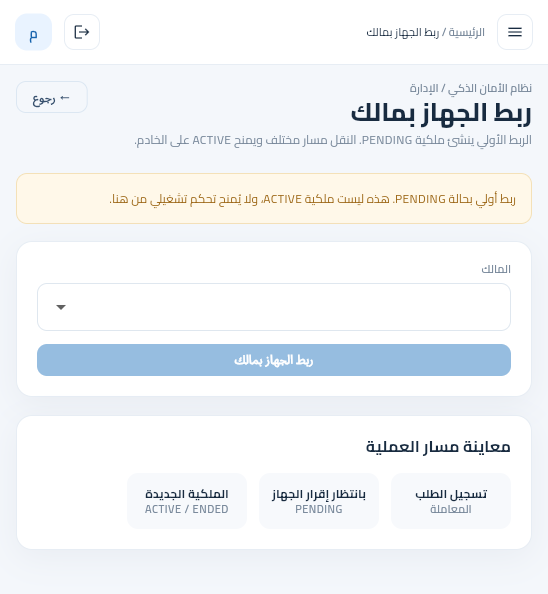 الرئيسية / ربط الجهاز بمالك
م
نظام الأمان الذكي / الإدارة
ربط الجهاز بمالك
← رجوع
الربط الأولي ينشئ ملكية PENDING. النقل مسار مختلف ويمنح ACTIVE على الخادم.
ربط أولي بحالة PENDING. هذه ليست ملكية ACTIVE، ولا يُمنح تحكم تشغيلي من هنا.
المالك
ربط الجهاز بمالك
معاينة مسار العملية
تسجيل الطلب
المعاملة
بانتظار إقرار الجهاز
PENDING
الملكية الجديدة
ACTIVE / ENDED